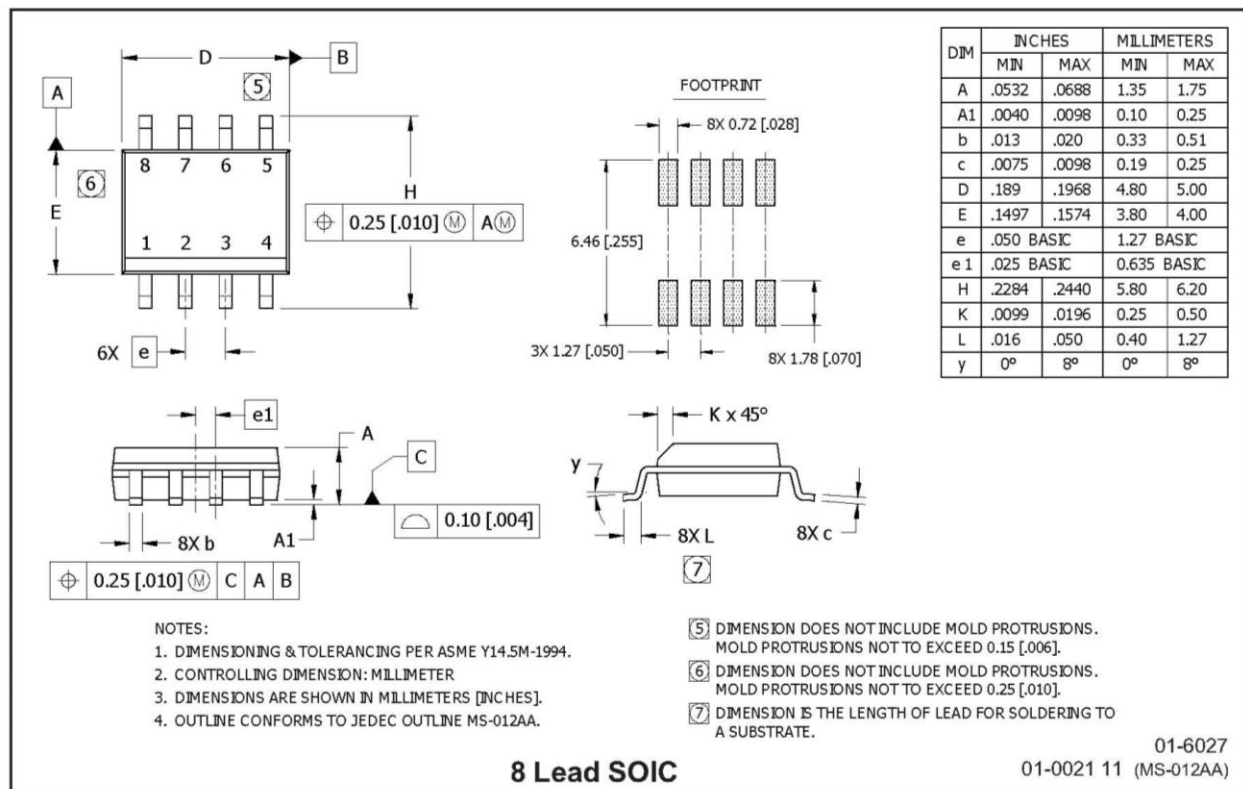 D
B
5
A
8 7 6 5
6
E
H
⌖ 0.25 [.010] Ⓜ AⓂ
1 2 3 4
6X e
FOOTPRINT
8X 0.72 [.028]
6.46 [.255]
3X 1.27 [.050]
8X 1.78 [.070]
DIM INCHES MILLIMETERS
MIN MAX MIN MAX
A .0532 .0688 1.35 1.75
A1 .0040 .0098 0.10 0.25
b .013 .020 0.33 0.51
c .0075 .0098 0.19 0.25
D .189 .1968 4.80 5.00
E .1497 .1574 3.80 4.00
e .050 BASIC 1.27 BASIC
e 1 .025 BASIC 0.635 BASIC
H .2284 .2440 5.80 6.20
K .0099 .0196 0.25 0.50
L .016 .050 0.40 1.27
y 0° 8° 0° 8°
e1
A
C
0.10 [.004]
8X b
A1
⌖ 0.25 [.010] Ⓜ C A B
K x 45°
y
8X L
8X c
7
NOTES:
1. DIMENSIONING & TOLERANCING PER ASME Y14.5M-1994.
2. CONTROLLING DIMENSION: MILLIMETER
3. DIMENSIONS ARE SHOWN IN MILLIMETERS [INCHES].
4. OUTLINE CONFORMS TO JEDEC OUTLINE MS-012AA.
5 DIMENSION DOES NOT INCLUDE MOLD PROTRUSIONS.
MOLD PROTRUSIONS NOT TO EXCEED 0.15 [.006].
6 DIMENSION DOES NOT INCLUDE MOLD PROTRUSIONS.
MOLD PROTRUSIONS NOT TO EXCEED 0.25 [.010].
7 DIMENSION IS THE LENGTH OF LEAD FOR SOLDERING TO
A SUBSTRATE.
8 Lead SOIC
01-6027
01-0021 11 (MS-012AA)